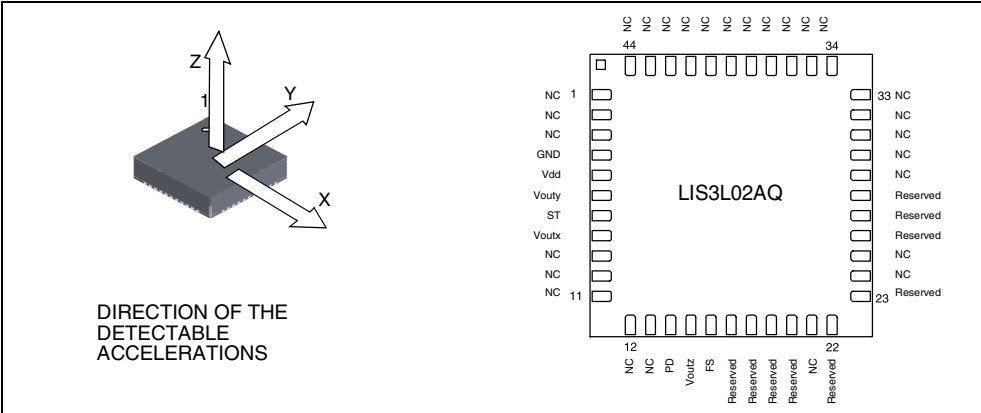 Z
1
Y
X
DIRECTION OF THE
DETECTABLE
ACCELERATIONS
NC NC NC NC NC NC NC NC NC NC NC
44 34
NC 1
NC
NC
GND
Vdd
Vouty
ST
Voutx
NC
NC
NC 11
LIS3L02AQ
33 NC
NC
NC
NC
NC
Reserved
Reserved
Reserved
NC
NC
23 Reserved
12 22
NC NC PD Voutz FS Reserved Reserved Reserved Reserved NC Reserved